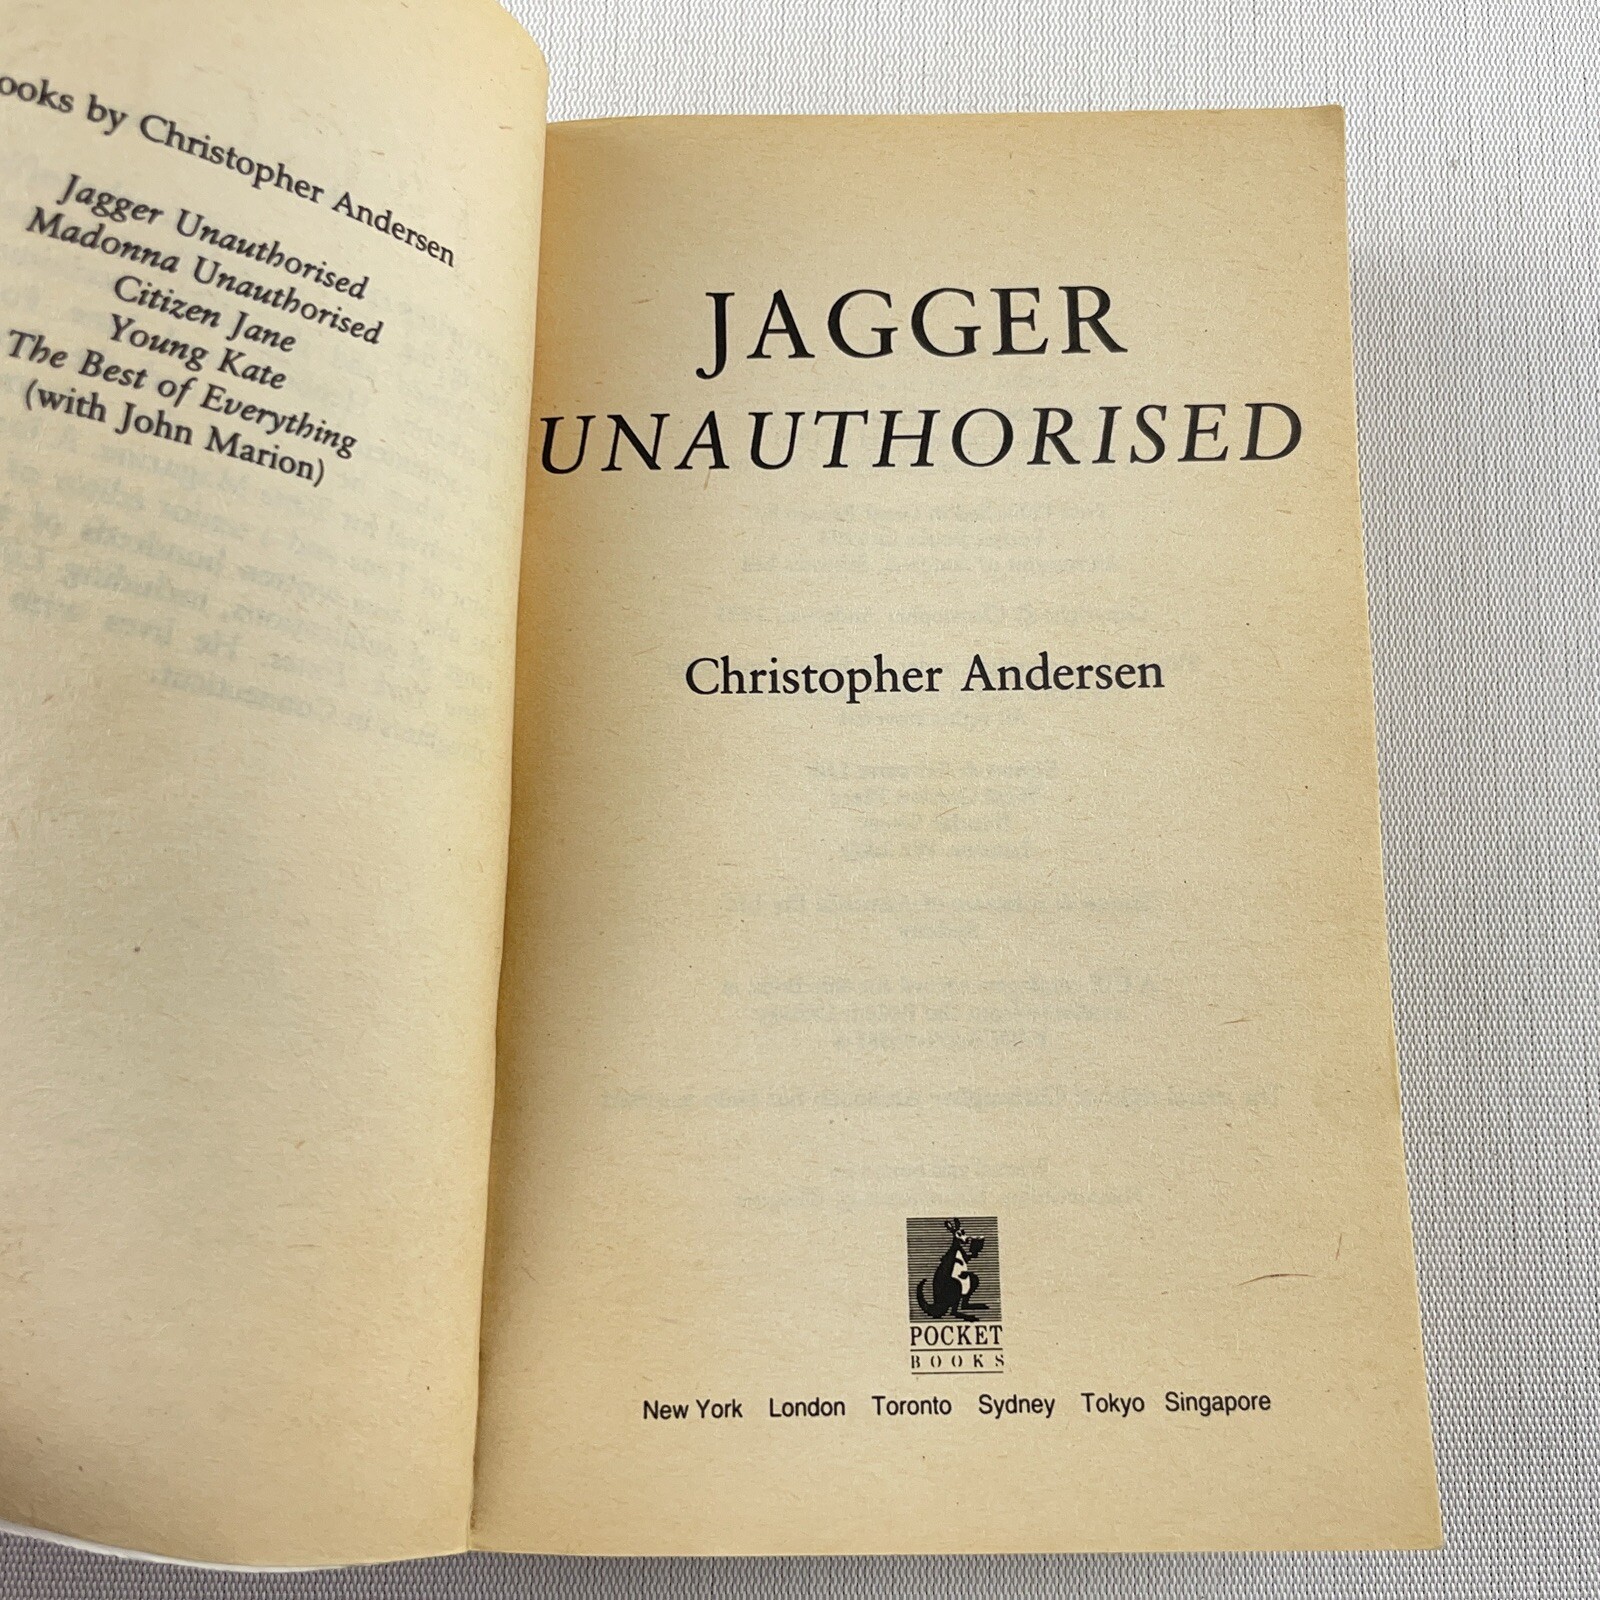 by Christopher Andersen
Jagger Unauthorised
Madonna Unauthorised
Citizen Jane
Young Kate
The Best of Everything
(with John Marion)
JAGGER
UNAUTHORISED
Christopher Andersen
POCKET
BOOKS
New York London Toronto Sydney Tokyo Singapore